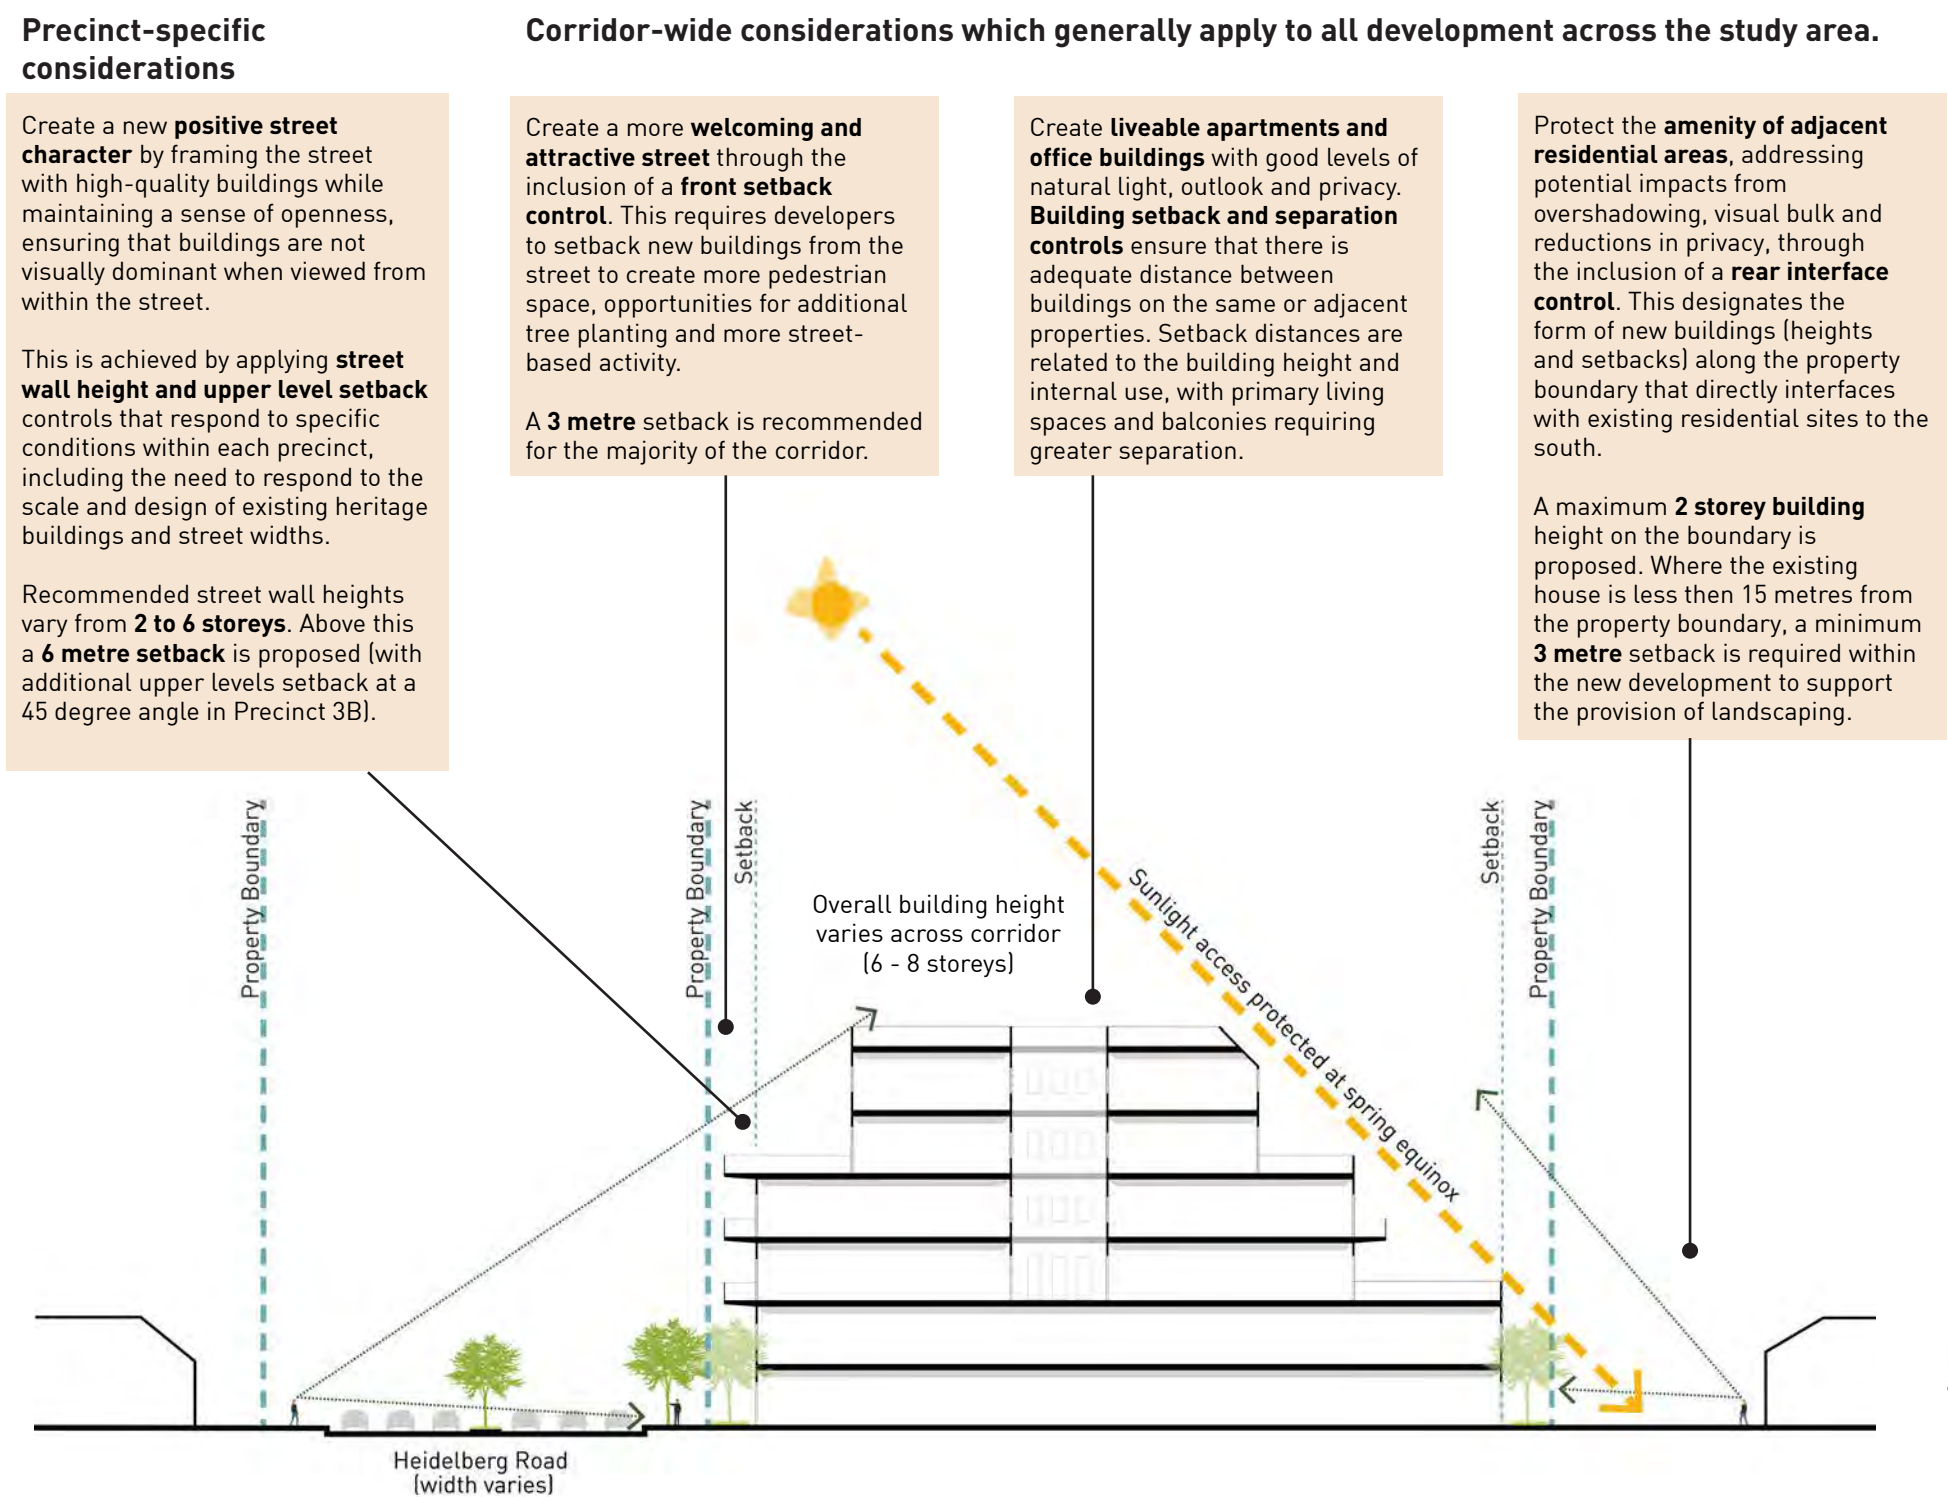 Precinct-specific
considerations
Corridor-wide considerations which generally apply to all development across the study area.
Create a new positive street
character by framing the street
with high-quality buildings while
maintaining a sense of openness,
ensuring that buildings are not
visually dominant when viewed from
within the street.
This is achieved by applying street
wall height and upper level setback
controls that respond to specific
conditions within each precinct,
including the need to respond to the
scale and design of existing heritage
buildings and street widths.
Recommended street wall heights
vary from 2 to 6 storeys. Above this
a 6 metre setback is proposed (with
additional upper levels setback at a
45 degree angle in Precinct 3B).
Create a more welcoming and
attractive street through the
inclusion of a front setback
control. This requires developers
to setback new buildings from the
street to create more pedestrian
space, opportunities for additional
tree planting and more street-
based activity.
A 3 metre setback is recommended
for the majority of the corridor.
Create liveable apartments and
office buildings with good levels of
natural light, outlook and privacy.
Building setback and separation
controls ensure that there is
adequate distance between
buildings on the same or adjacent
properties. Setback distances are
related to the building height and
internal use, with primary living
spaces and balconies requiring
greater separation.
Protect the amenity of adjacent
residential areas, addressing
potential impacts from
overshadowing, visual bulk and
reductions in privacy, through
the inclusion of a rear interface
control. This designates the
form of new buildings (heights
and setbacks) along the property
boundary that directly interfaces
with existing residential sites to the
south.
A maximum 2 storey building
height on the boundary is
proposed. Where the existing
house is less then 15 metres from
the property boundary, a minimum
3 metre setback is required within
the new development to support
the provision of landscaping.
Property Boundary
Property Boundary
Setback
Overall building height
varies across corridor
(6 - 8 storeys)
Sunlight access protected at spring equinox
Setback
Property Boundary
Heidelberg Road
(width varies)